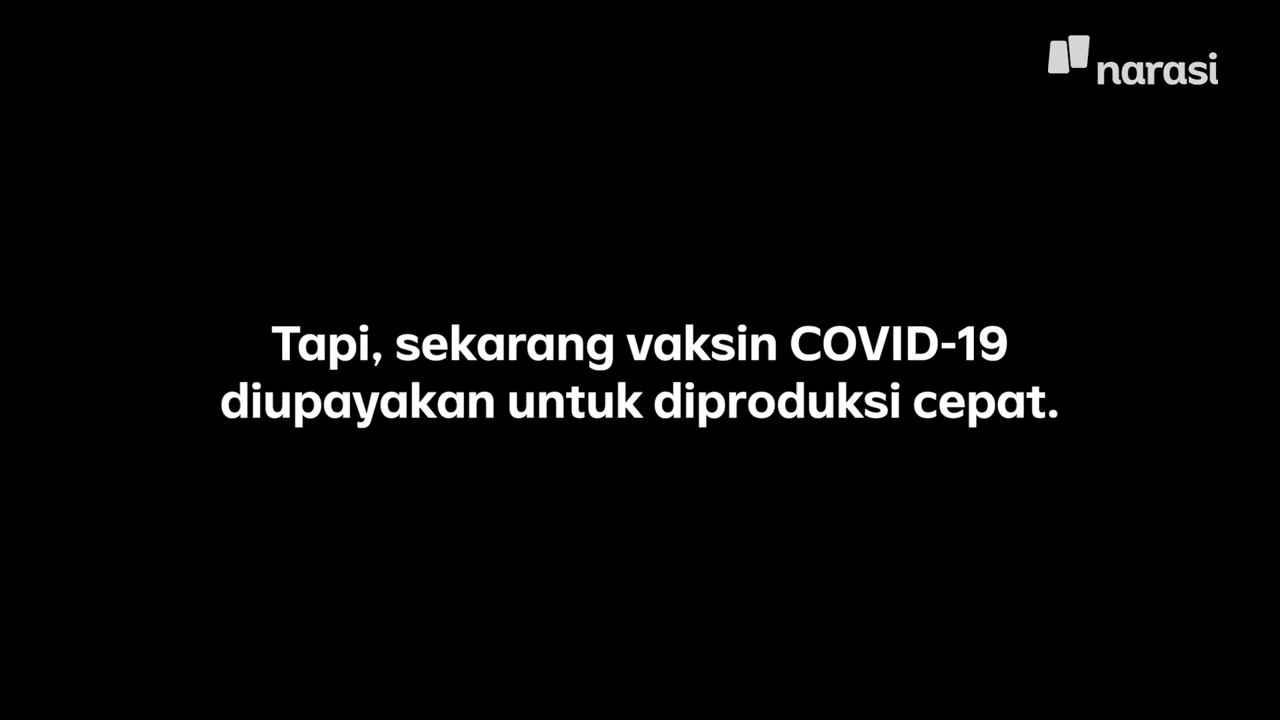 narasi
Tapi, sekarang vaksin COVID-19
diupayakan untuk diproduksi cepat.